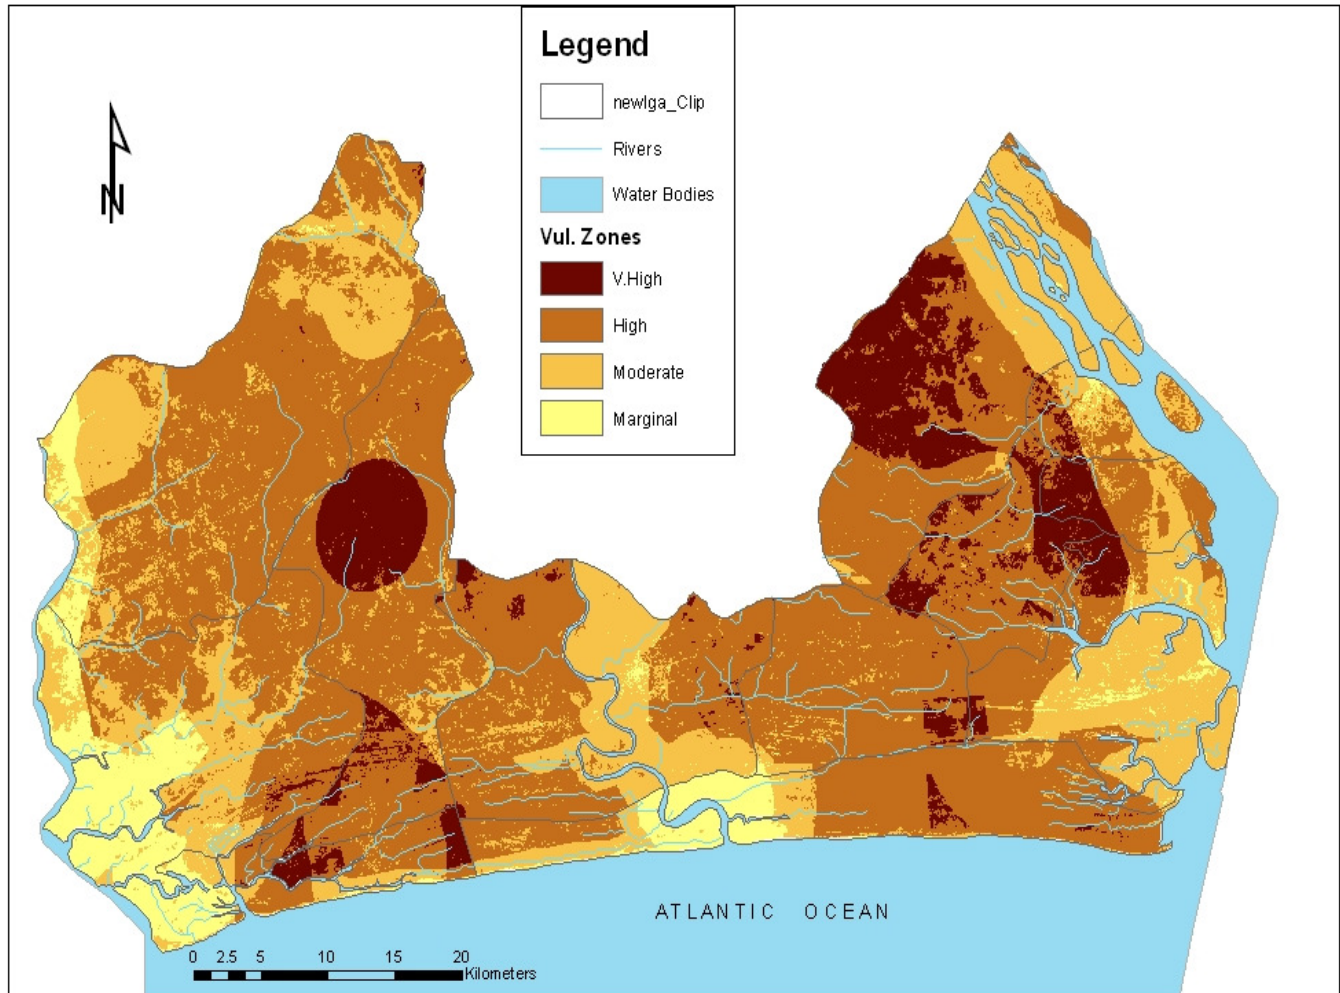 Legend
newlga_Clip
Rivers
Water Bodies
Vul. Zones
V.High
High
Moderate
Marginal
N
ATLANTIC OCEAN
0 2.5 5 10 15 20
Kilometers